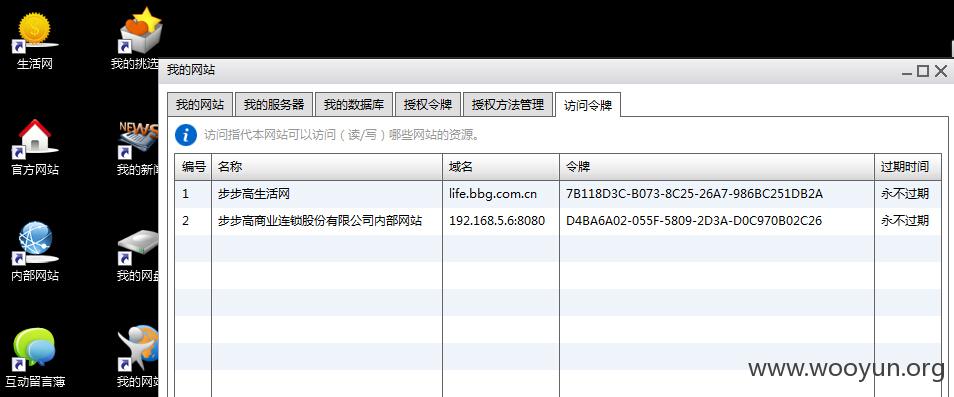 生活网
我的挑选
官方网站
我的新闻
内部网站
我的网盘
互动留言薄
我的网站
NEWS
我的网站
我的网站 我的服务器 我的数据库 授权令牌 授权方法管理 访问令牌
访问指代本网站可以访问（读/写）哪些网站的资源。
编号 名称 域名 令牌 过期时间
1 步步高生活网 life.bbg.com.cn 7B118D3C-B073-8C25-26A7-986BC251DB2A 永不过期
2 步步高商业连锁股份有限公司内部网站 192.168.5.6:8080 D4BA6A02-055F-5809-2D3A-D0C970B02C26 永不过期
www.wooyun.org